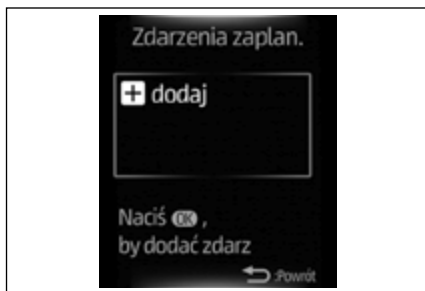 Zdarzenia zaplan.
+ dodaj
Naciś OK ,
by dodać zdarz
:Powrót